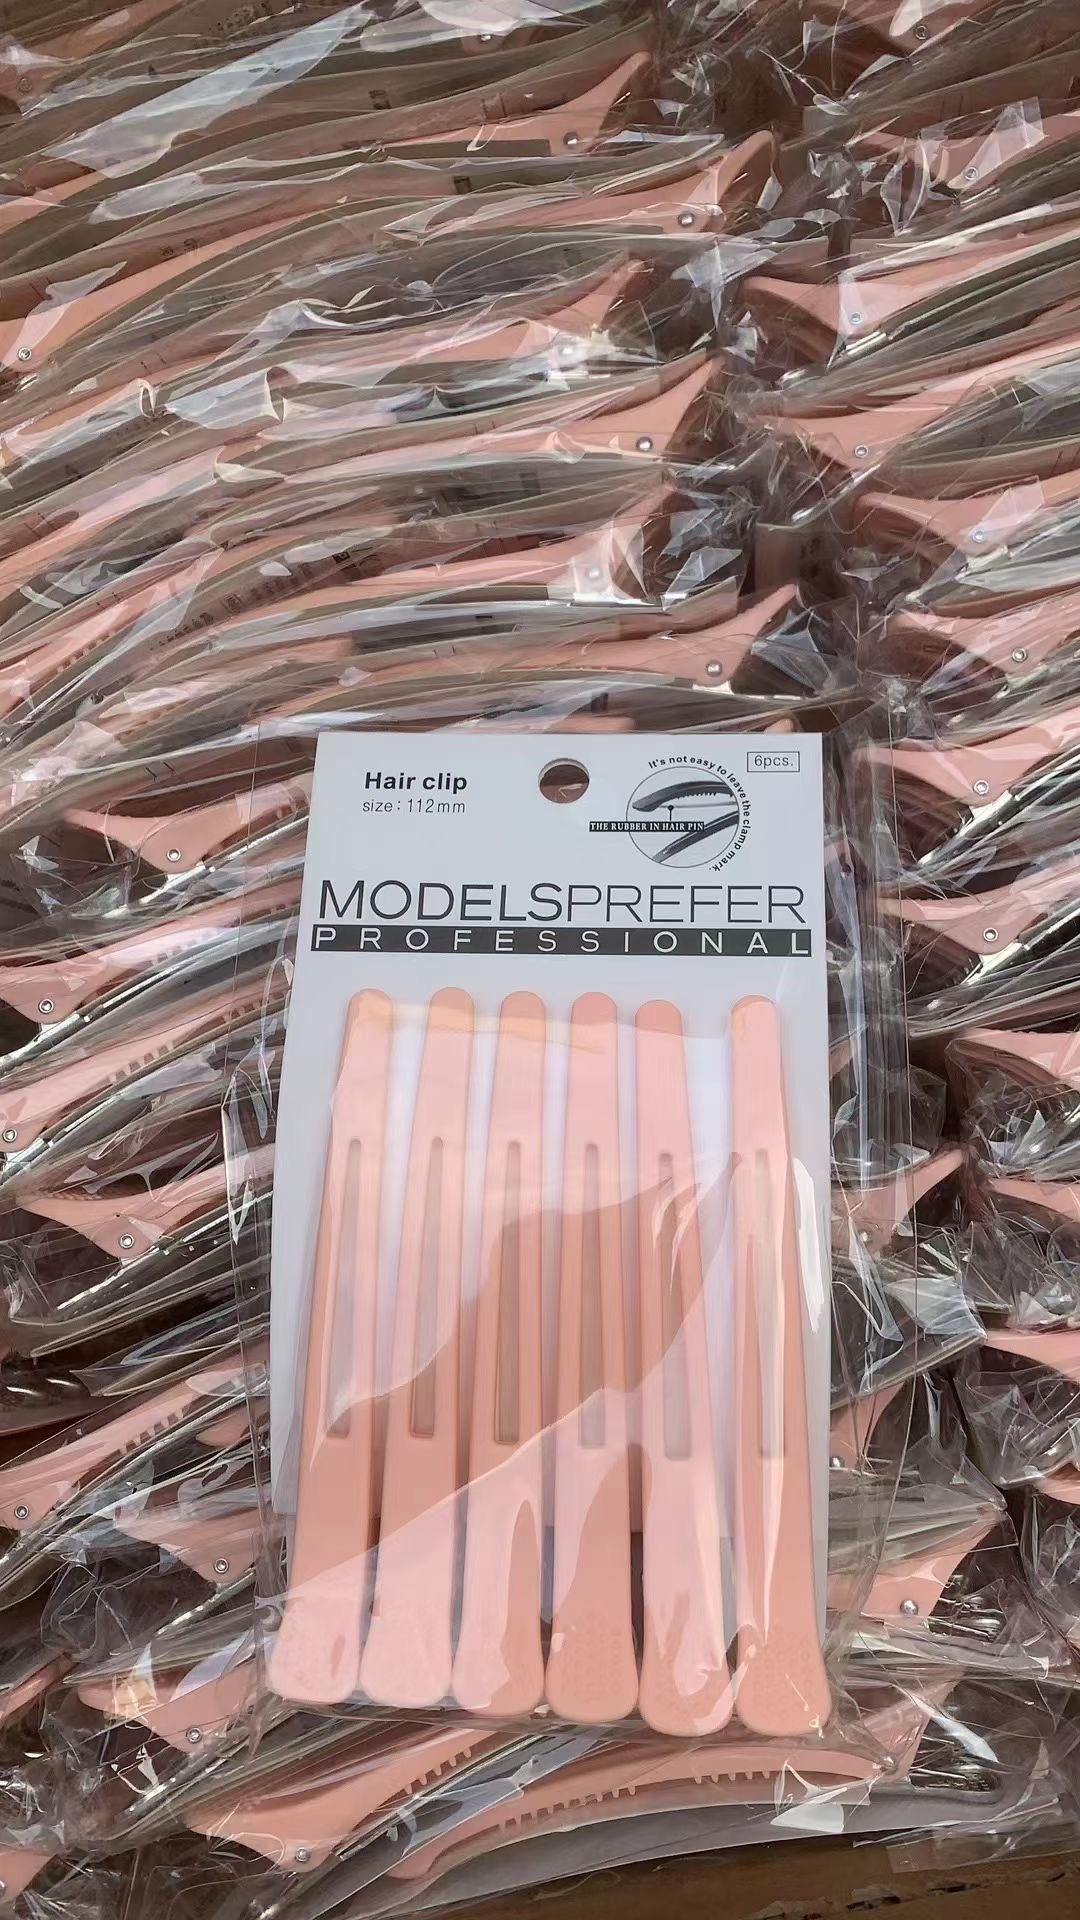 Hair clip
size: 112mm
It's not easy to leave the clamp mark.
6pcs.
THE RUBBER IN HAIR PIN
MODELSPREFER
PROFESSIONAL